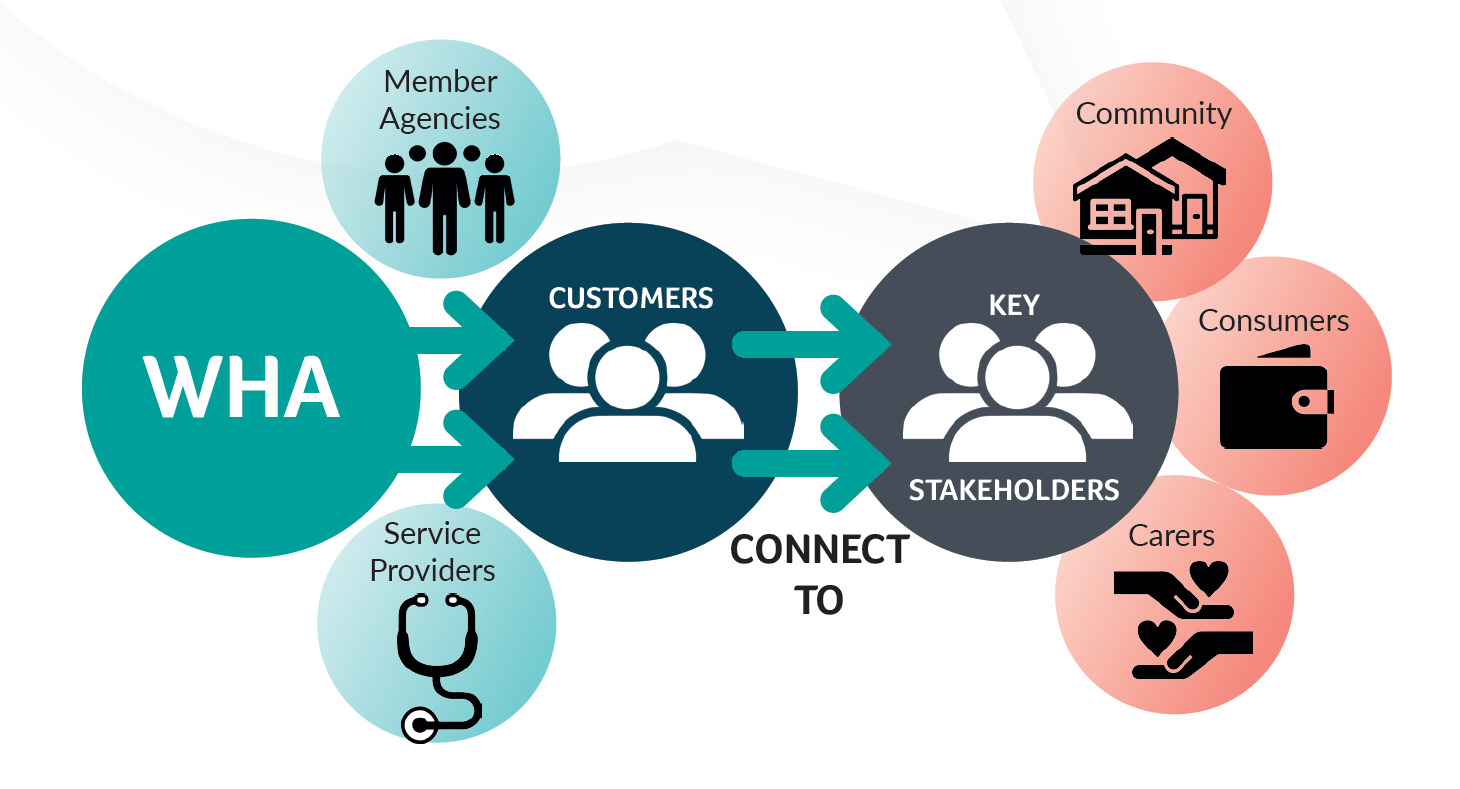 Member
Agencies
WHA
CUSTOMERS
Service
Providers
CONNECT
TO
KEY
STAKEHOLDERS
Community
Consumers
Carers